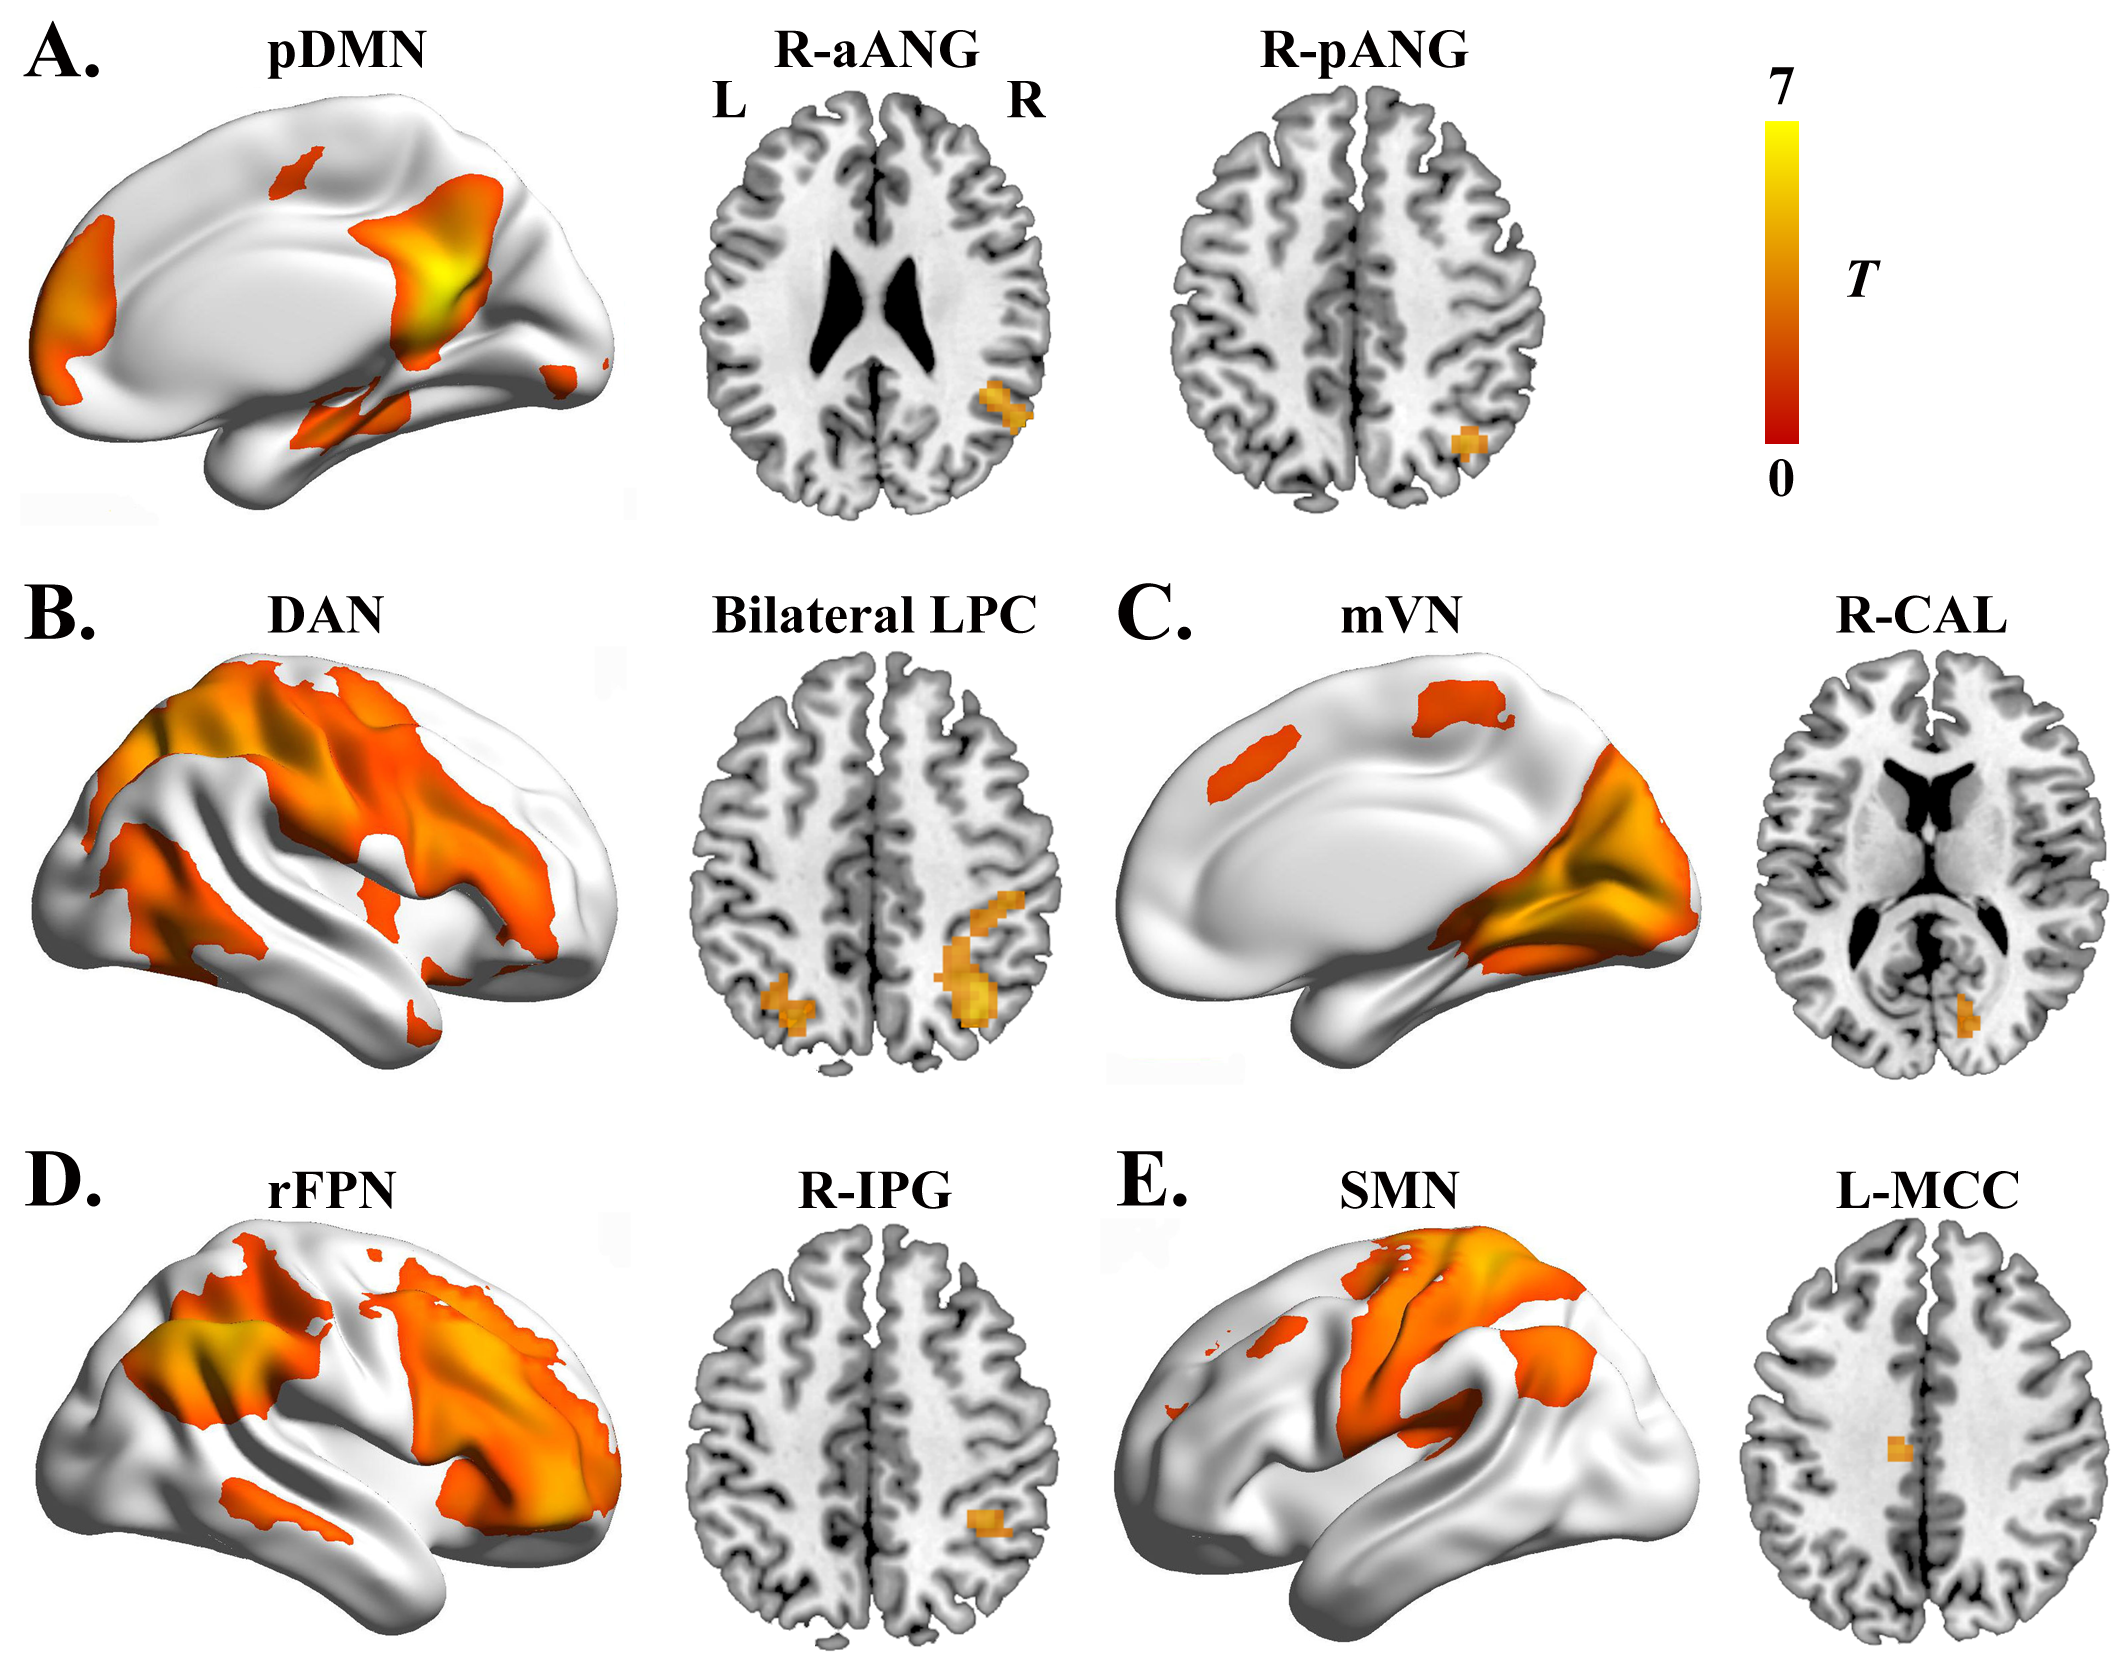 A.
pDMN
R-aANG
R-pANG
L
R
7
T
0
B.
DAN
Bilateral LPC
C.
mVN
R-CAL
D.
rFPN
R-IPG
E.
SMN
L-MCC